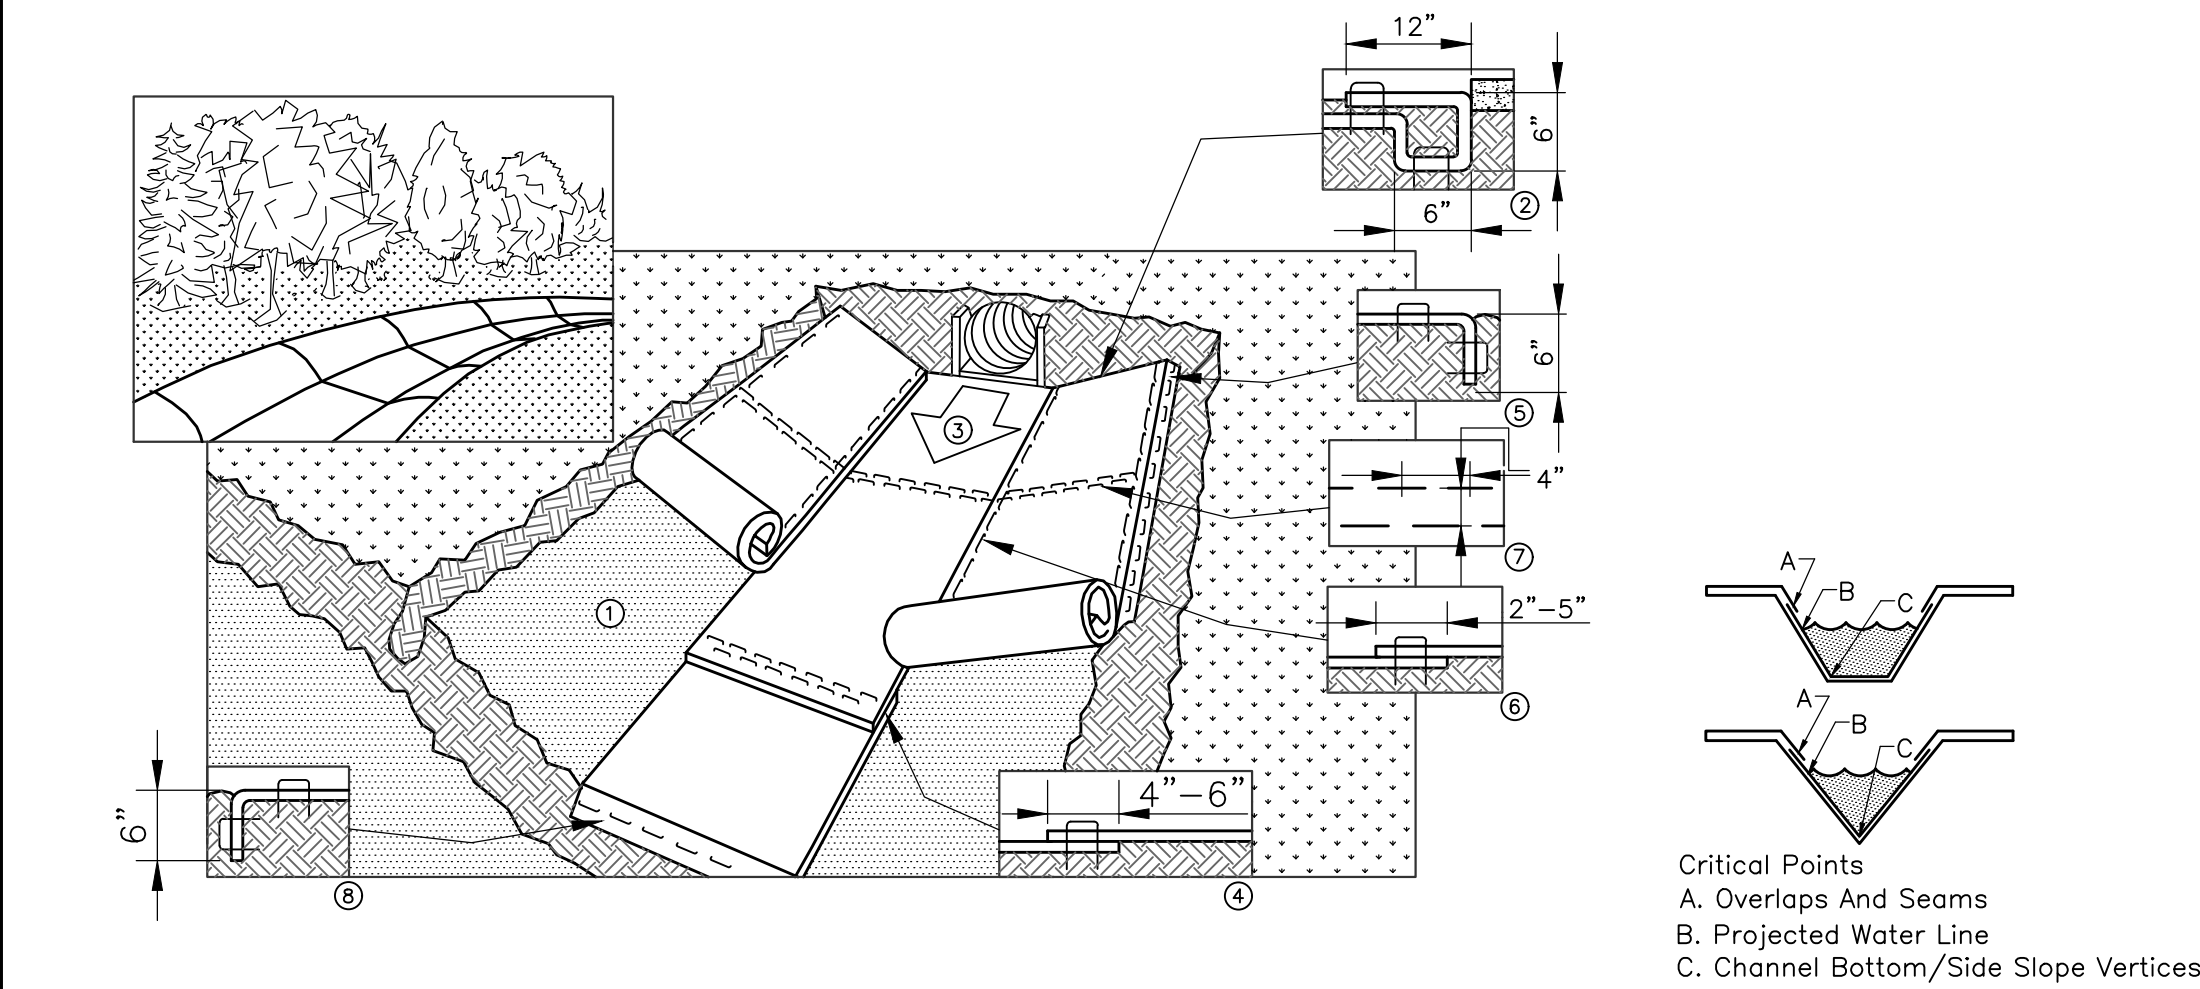 12”
6”
6”
2
6”
5
3
4”
7
1
2”-5”
6
A
B
C
A
B
C
4”-6”
6”
8
4
Critical Points
A. Overlaps And Seams
B. Projected Water Line
C. Channel Bottom/Side Slope Vertices